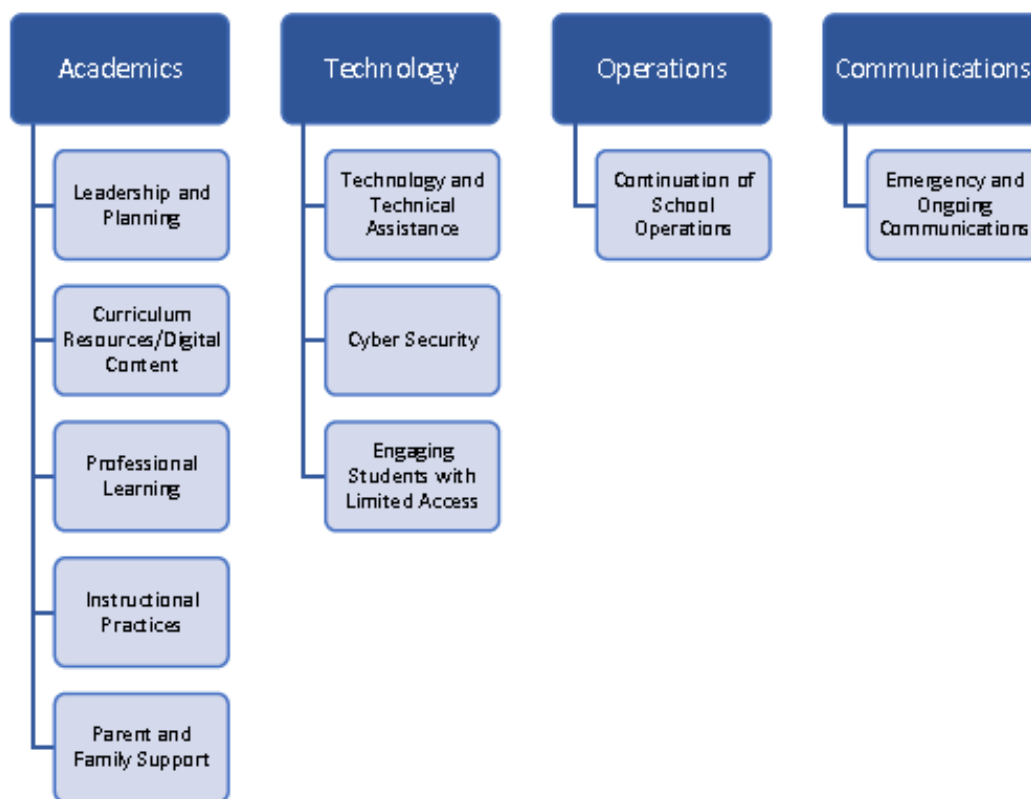 Academics
Leadership and
Planning
Curriculum
Resources/Digital
Content
Professional
Learning
Instructional
Practices
Parent and
Family Support
Technology
Technology and
Technical
Assistance
Cyber Security
Engaging
Students with
Limited Access
Operations
Continuation of
School
Operations
Communications
Emergency and
Ongoing
Communications